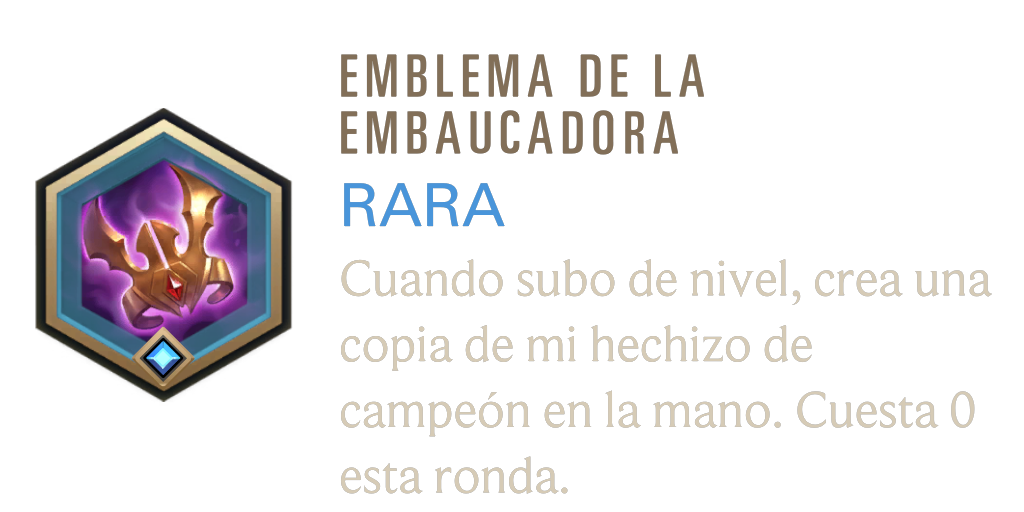 EMBLEMA DE LA
EMBAUCADORA
RARA
Cuando subo de nivel, crea una
copia de mi hechizo de
campeón en la mano. Cuesta 0
esta ronda.